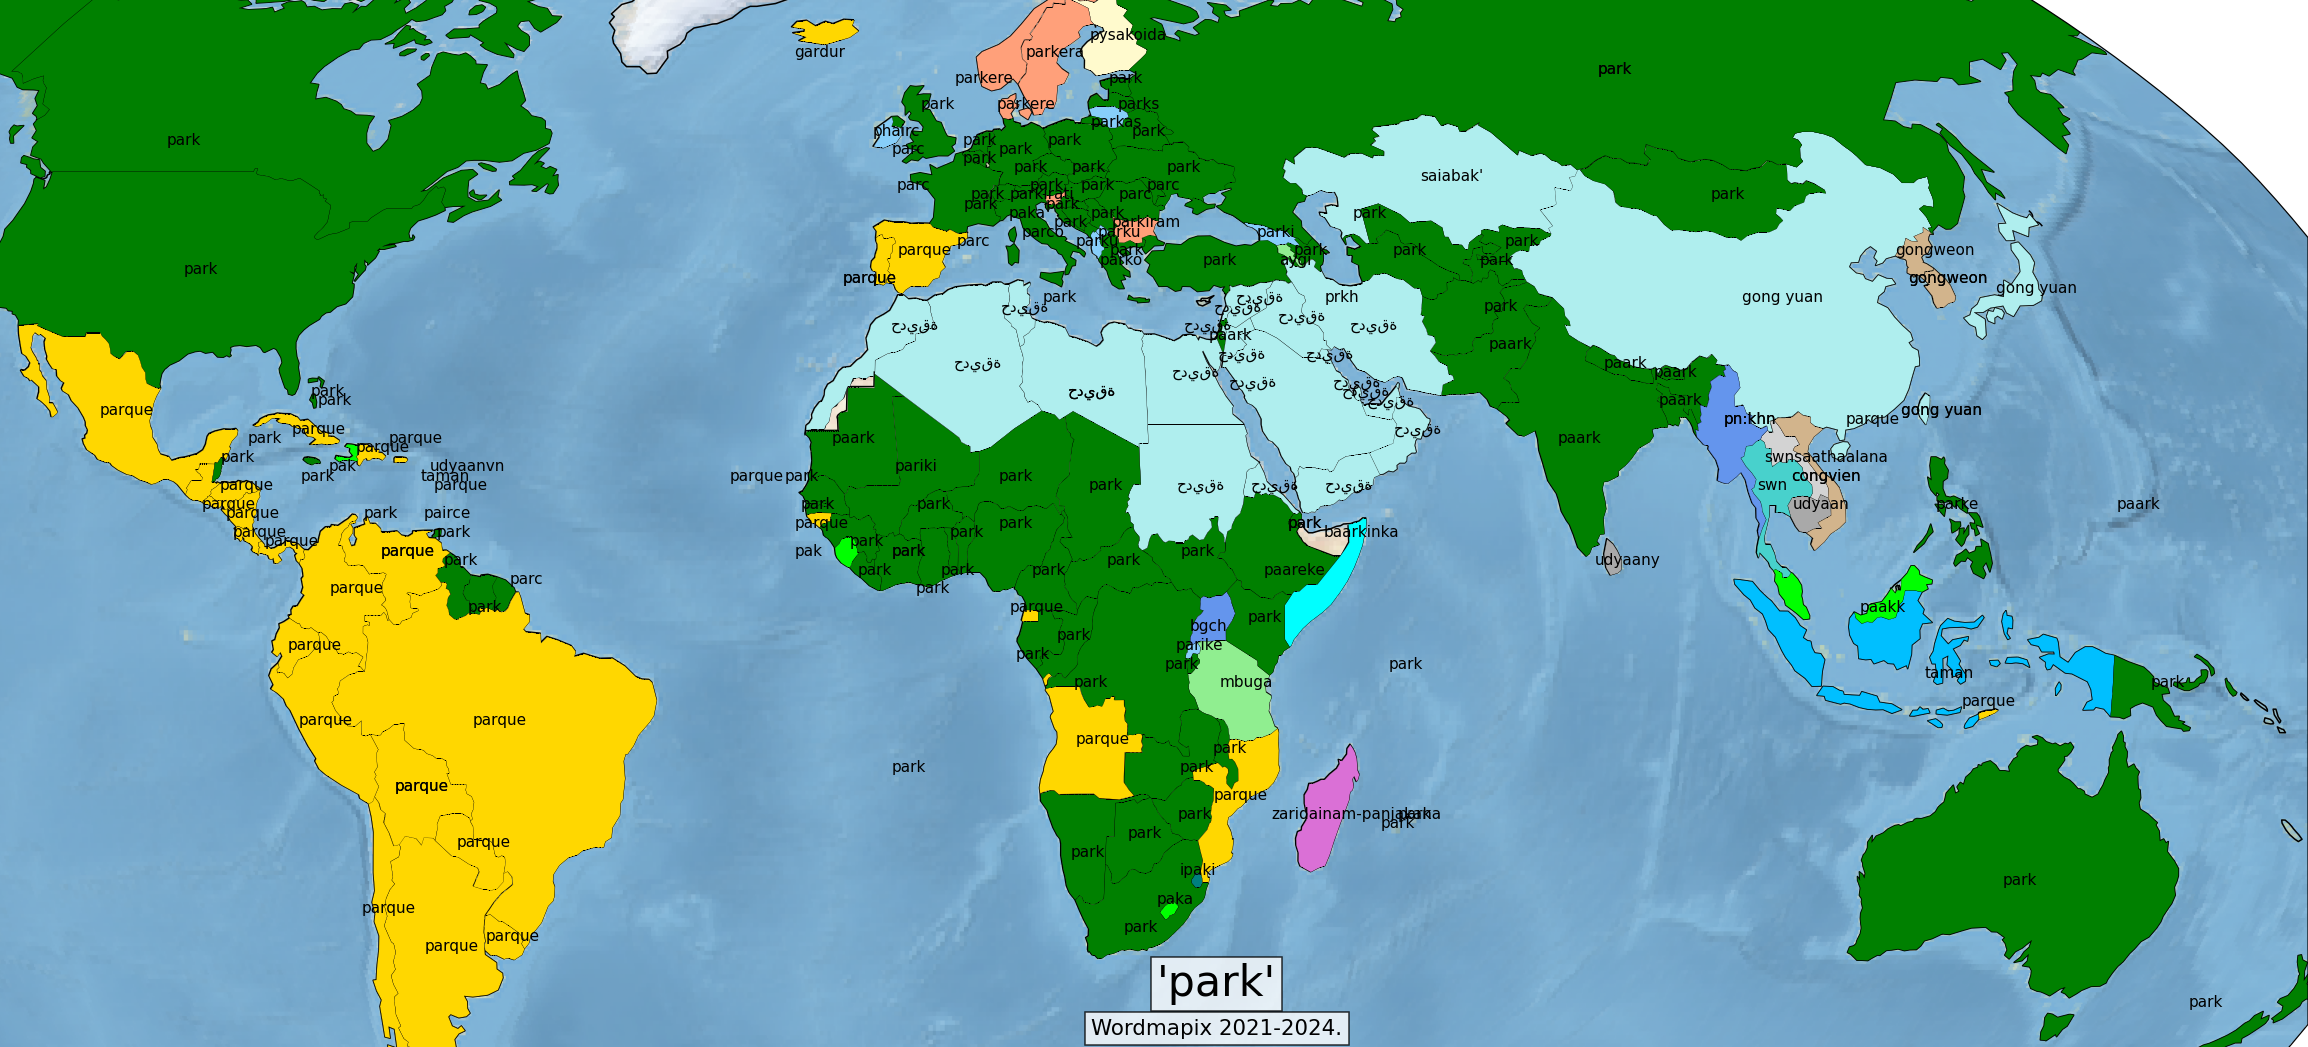 gardur
pysakoida
parkera
park
parkere
park
park
parkere
parks
parkas
phairc
park
park
park
park
park
parc
park
park
park
park
park
park
saiabak'
parc
park
park
parc
parc
park
parkirati
park
park
park
paka
park
park
park
parkiram
parku
parco
parki
parque
parc
parku
park
park
park
gongweon
parko
park
aygi
park
park
park
parque
gongweon
gong yuan
حديقة
park
prkh
gong yuan
حديقة
حديقة
park
حديقة
حديقة
حديقة
حديقة
paark
paark
حديقة
حديقة
حديقة
paark
حديقة
paark
park
park
حديقة
حديقة
حديقة
حديقة
حديقة
paark
parque
gong yuan
pn:khn
parque
parque
حديقة
park
parque
parque
paark
paark
park
pak
udyaanvn
pariki
swnsaathaalana
park
taman
parque
park
park
congvien
parque
parque
park
حديقة
حديقة
حديقة
swn
parque
park
park
udyaan
parke
paark
parque
park
pairce
parque
park
park
parque
parque
park
park
baarkinka
parque
park
pak
park
park
park
park
park
park
park
park
paareke
udyaany
parc
parque
park
park
parque
park
paakk
bgch
park
parque
parike
park
park
park
taman
park
mbuga
park
parque
parque
parque
parque
park
park
park
parque
parque
park
zaridainam-panjakana
park
park
park
parque
park
ipaki
park
paka
parque
park
parque
parque
park
'park'
Wordmapix 2021-2024.